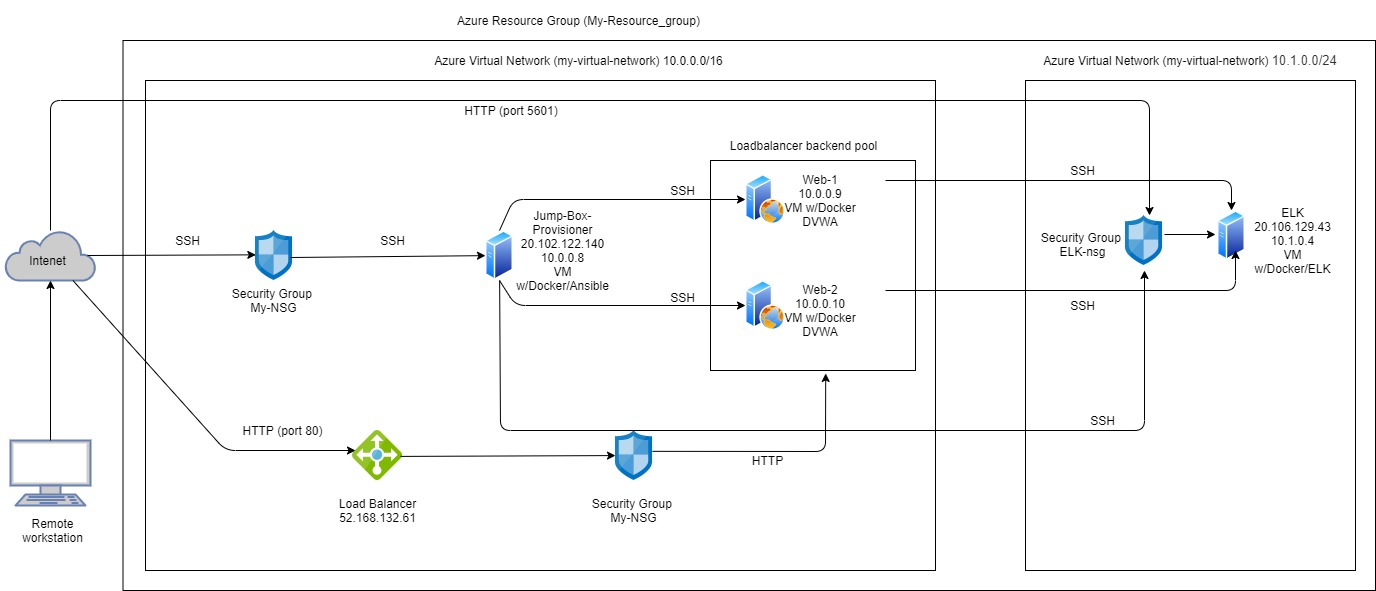 Azure Resource Group (My-Resource_group)
Azure Virtual Network (my-virtual-network) 10.0.0.0/16
Azure Virtual Network (my-virtual-network) 10.1.0.0/24
HTTP (port 5601)
Loadbalancer backend pool
SSH
Web-1
10.0.0.9
VM w/Docker
DVWA
SSH
Jump-Box-
Provisioner
20.102.122.140
10.0.0.8
VM
w/Docker/Ansible
SSH
SSH
Intenet
Security Group
My-NSG
SSH
Web-2
10.0.0.10
VM w/Docker
DVWA
Security Group
ELK-nsg
ELK
20.106.129.43
10.1.0.4
VM
w/Docker/ELK
SSH
SSH
HTTP (port 80)
HTTP
Load Balancer
52.168.132.61
Security Group
My-NSG
Remote
workstation